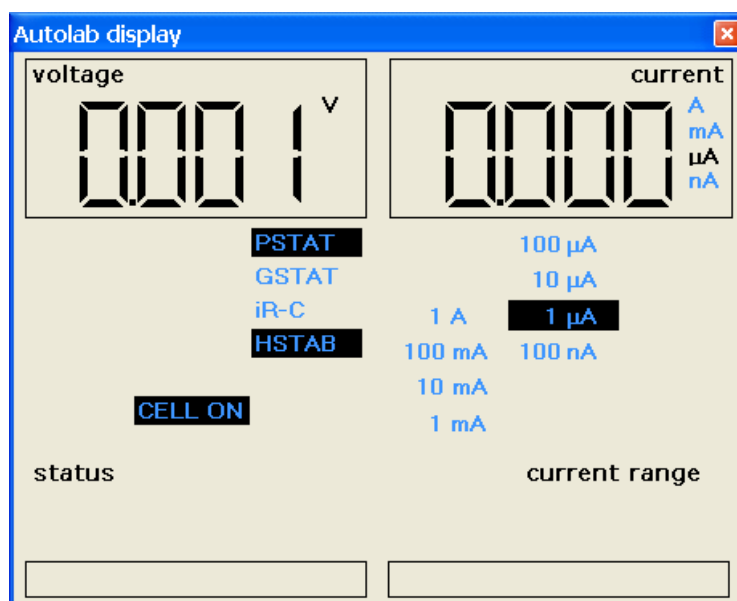 Autolab display
voltage
0.001 V
current
0.000
A
mA
µA
nA
PSTAT
GSTAT
iR-C
HSTAB
CELL ON
status
100 µA
10 µA
1 A 1 µA
100 mA 100 nA
10 mA
1 mA
current range